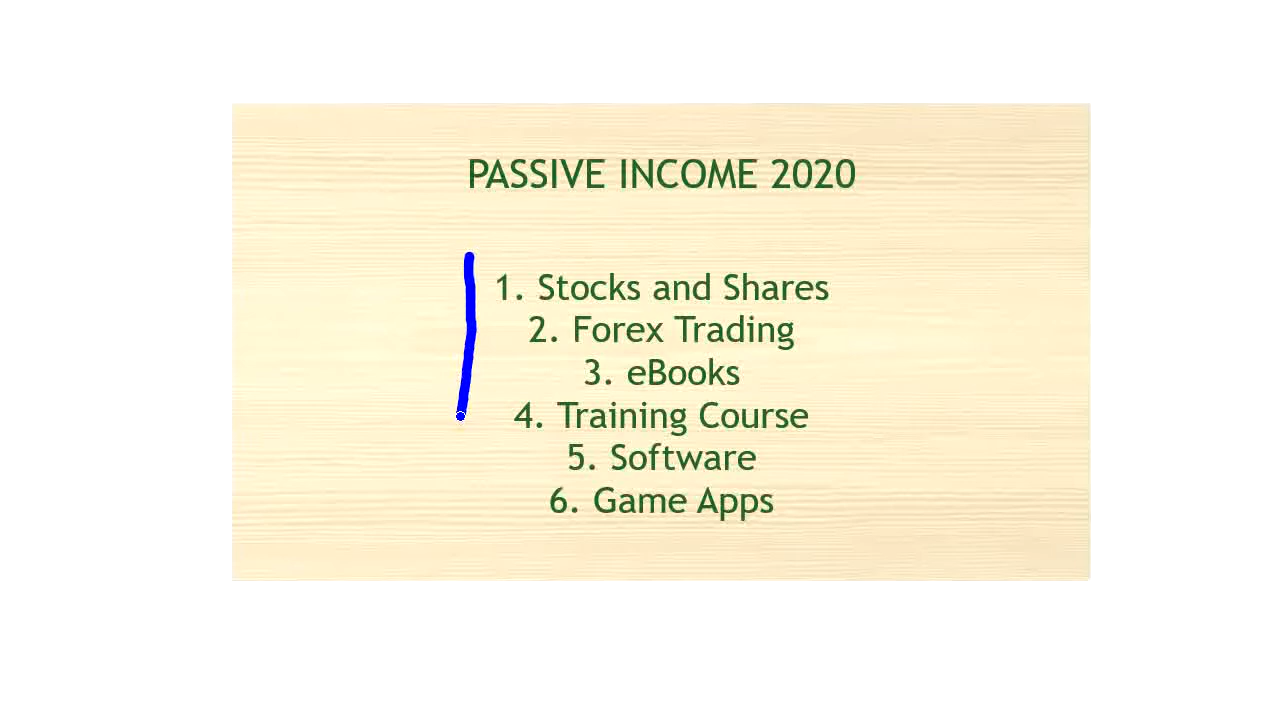 PASSIVE INCOME 2020
1. Stocks and Shares
2. Forex Trading
3. eBooks
4. Training Course
5. Software
6. Game Apps